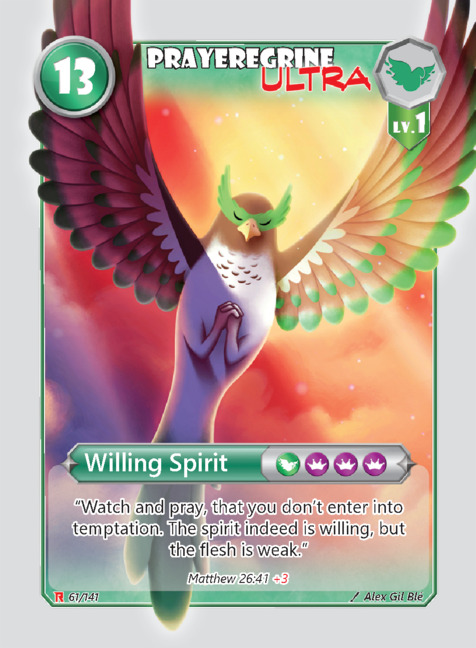 13
PRAYEREGRINE
ULTRA
LV.1
Willing Spirit
“Watch and pray, that you don’t enter into
temptation. The spirit indeed is willing, but
the flesh is weak.”
Matthew 26:41 +3
R 61/141
Alex Gil Ble